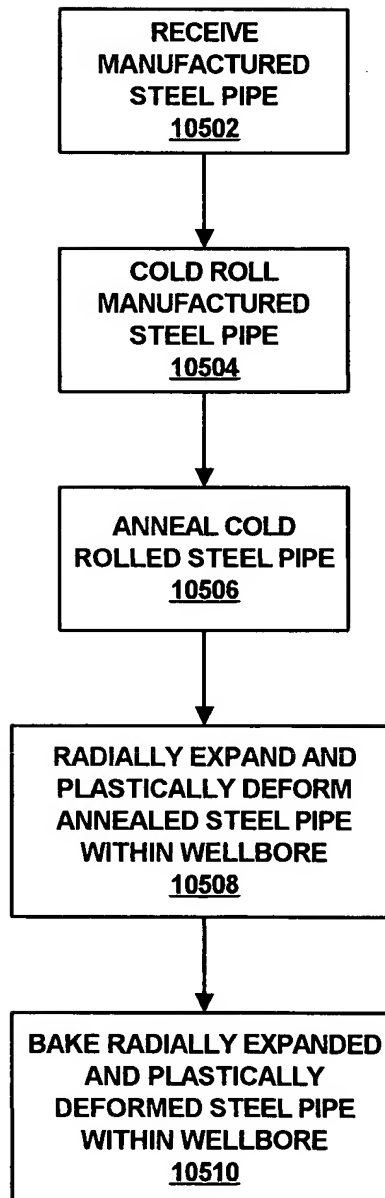 RECEIVE
MANUFACTURED
STEEL PIPE
10502
COLD ROLL
MANUFACTURED
STEEL PIPE
10504
ANNEAL COLD
ROLLED STEEL PIPE
10506
RADIALLY EXPAND AND
PLASTICALLY DEFORM
ANNEALED STEEL PIPE
WITHIN WELLBORE
10508
BAKE RADIALLY EXPANDED
AND PLASTICALLY
DEFORMED STEEL PIPE
WITHIN WELLBORE
10510